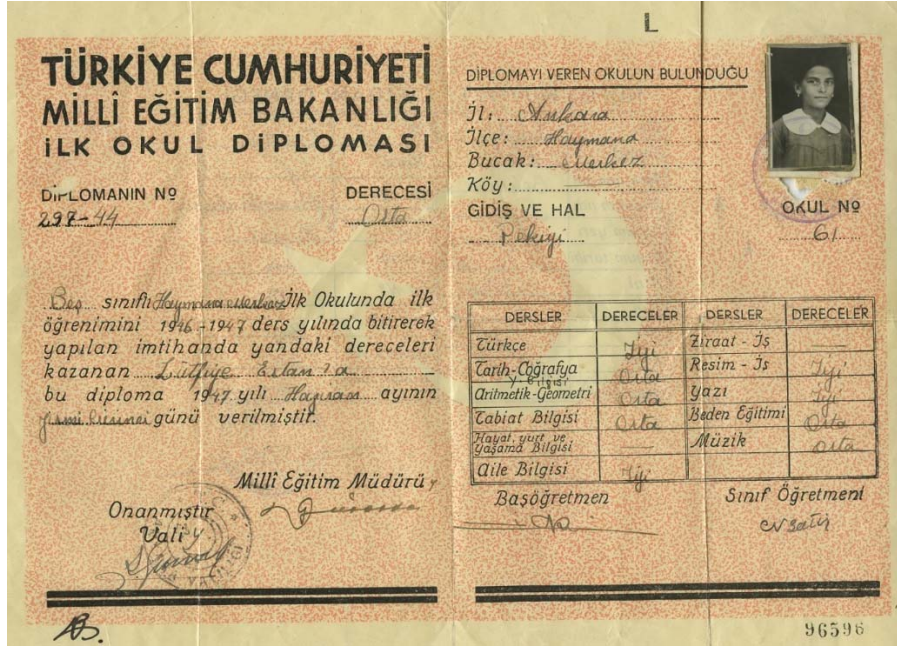 TÜRKİYE CUMHURİYETİ
MİLLÎ EĞİTİM BAKANLIĞI
İLK OKUL DİPLOMASI
DİPLOMANIN Nº
297-44
DERECESİ
Orta
Beş sınıflı Haymana Merkez İlk Okulunda ilk
öğrenimini 1946-1947 ders yılında bitirerek
yapılan imtihanda yandaki dereceleri
kazanan Lûtfiye
bu diploma 1947 yılı Haziran ayının
günü verilmiştir.
Millî Eğitim Müdürü
Onanmıştır
Vali
L
DİPLOMAYI VEREN OKULUN BULUNDUĞU
İl: Ankara
İlçe: Haymana
Bucak: Merkez
Köy:
GİDİŞ VE HAL
Pekiyi
OKUL Nº
61
DERSLER DERECELER DERSLER DERECELER
Türkçe İyi Ziraat - İş
Tarih-Coğrafya Orta Resim - İş İyi
Y. Bilgisi
Aritmetik-Geometri Orta Yazı İyi
Tabiat Bilgisi Orta Beden Eğitimi Orta
Hayat, yurt ve Müzik Orta
Yaşama Bilgisi
Aile Bilgisi İyi
Başöğretmen
Sınıf Öğretmeni
96596